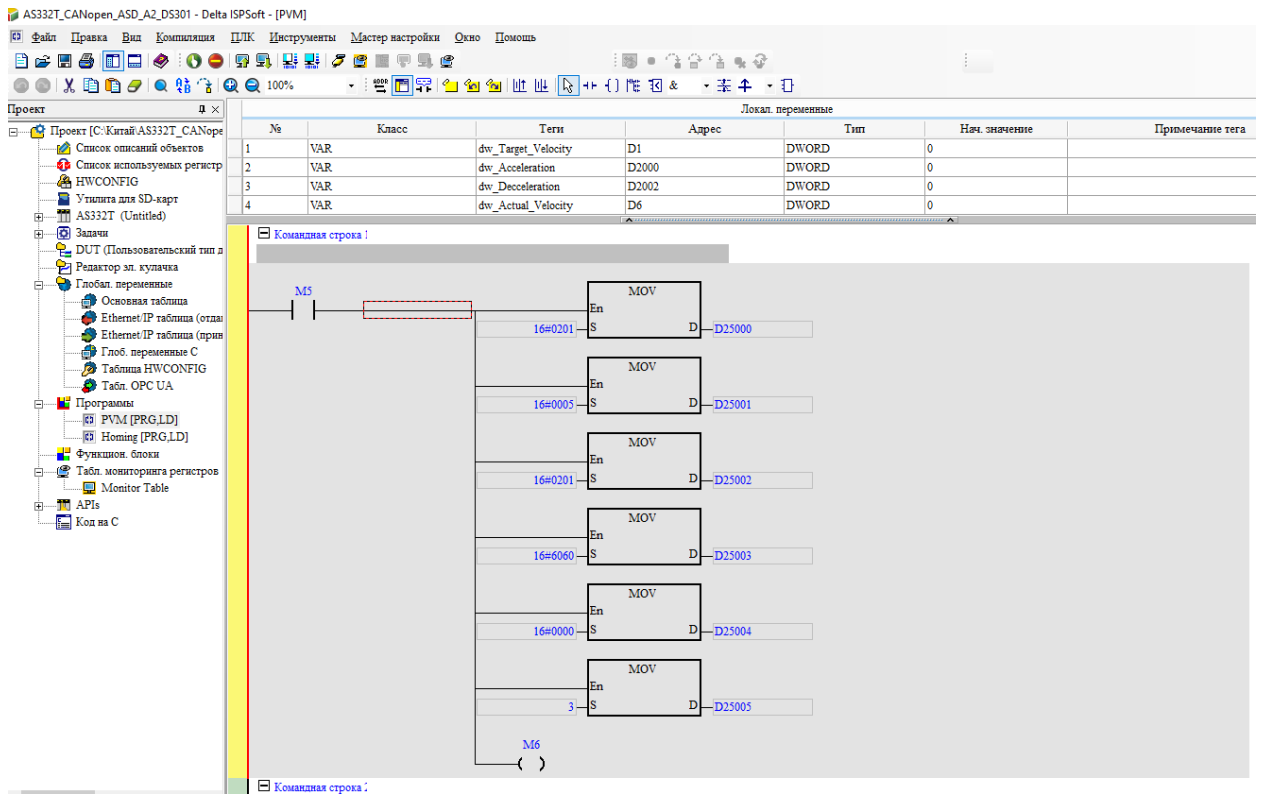 AS332T_CANopen_ASD_A2_DS301 - Delta ISPSoft - [PVM]
Файл Правка Вид Компиляция ПЛК Инструменты Мастер настройки Окно Помощь
100%
Проект
Проект [C:\Китай\AS332T_CANope
Список описаний объектов
Список используемых регистр
HWCONFIG
Утилита для SD-карт
AS332T (Untitled)
Задачи
DUT (Пользовательский тип д
Редактор эл. кулачка
Глобал. переменные
Основная таблица
Ethernet/IP таблица (отда
Ethernet/IP таблица (прин
Глоб. переменные C
Таблица HWCONFIG
Табл. OPC UA
Программы
PVM [PRG,LD]
Homing [PRG,LD]
Функцион. блоки
Табл. мониторинга регистров
Monitor Table
APIs
Код на C
Локал. переменные
№ Класс Теги Адрес Тип Нач. значение Примечание тега
1 VAR dw_Target_Velocity D1 DWORD 0
2 VAR dw_Acceleration D2000 DWORD 0
3 VAR dw_Decceleration D2002 DWORD 0
4 VAR dw_Actual_Velocity D6 DWORD 0
Командная строка 1
M5
MOV
En
16#0201 S D D25000
MOV
En
16#0005 S D D25001
MOV
En
16#0201 S D D25002
MOV
En
16#6060 S D D25003
MOV
En
16#0000 S D D25004
MOV
En
3 S D D25005
M6
Командная строка 2